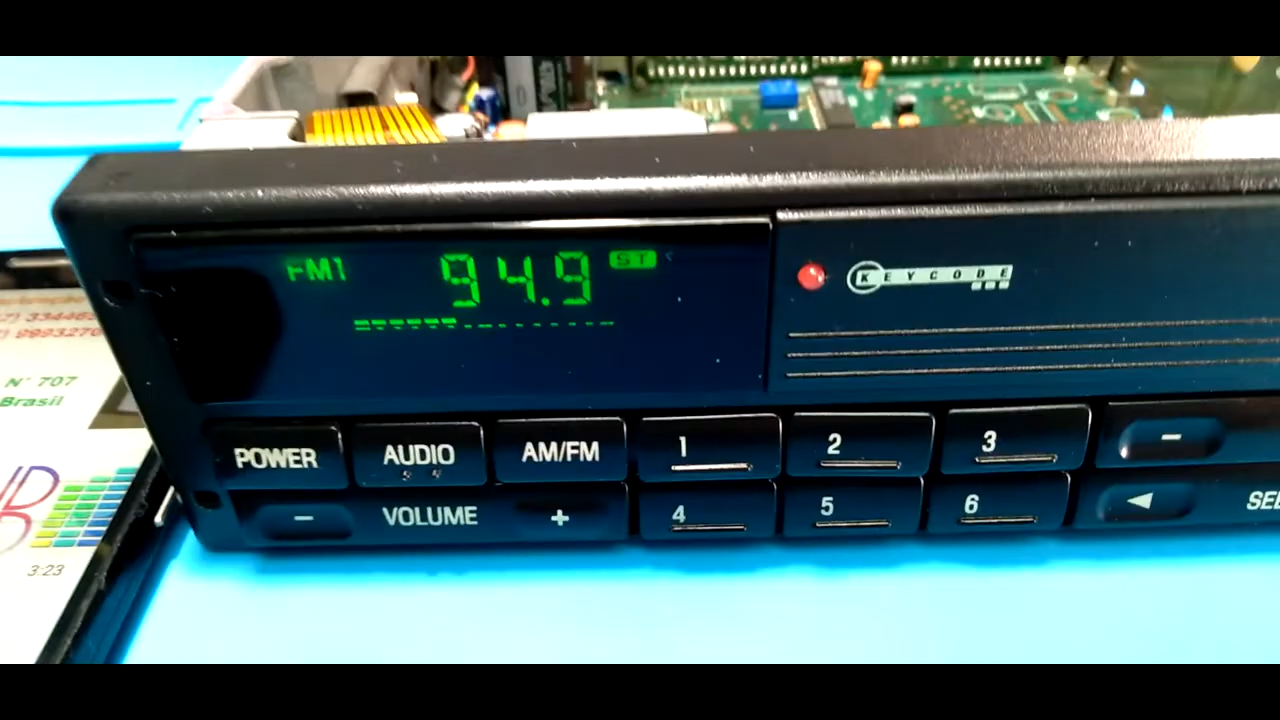 FM1 94.9 ST
KEYCODE
POWER AUDIO AM/FM 1 2 3 −
− VOLUME + 4 5 6 ◀
N° 707
Brasil
3:23